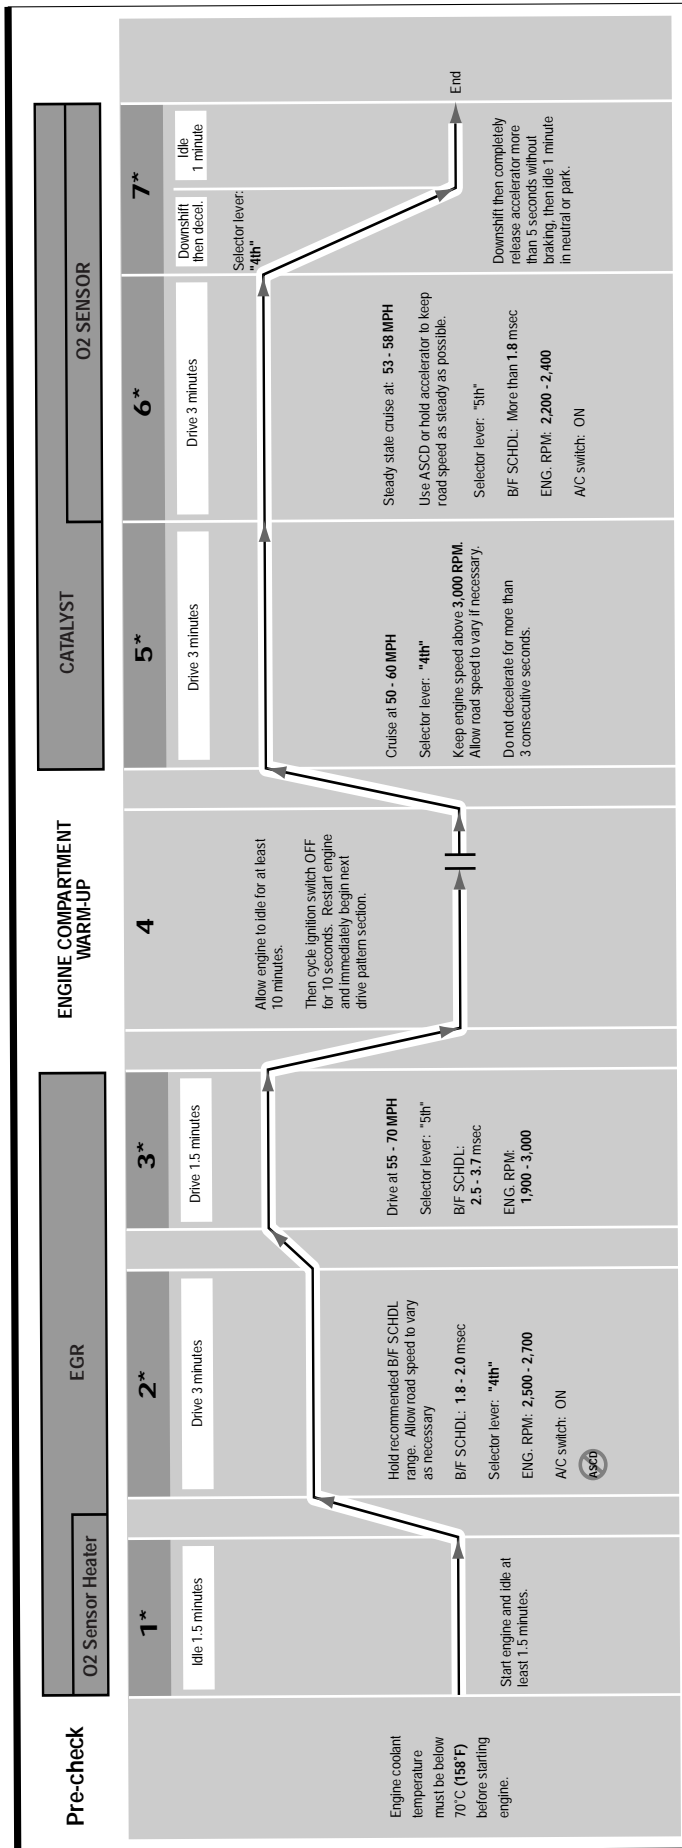 Pre-check
O2 Sensor Heater
EGR
ENGINE COMPARTMENT
WARM-UP
CATALYST
O2 SENSOR
Engine coolant
temperature
must be below
70˚C (158˚F)
before starting
engine.
1*
Idle 1.5 minutes
Start engine and idle at
least 1.5 minutes.
2*
Drive 3 minutes
Hold recommended B/F SCHDL
range. Allow road speed to vary
as necessary
B/F SCHDL: 1.8 - 2.0 msec
Selector lever: "4th"
ENG. RPM: 2,500 - 2,700
A/C switch: ON
ASCD
3*
Drive 1.5 minutes
Drive at 55 - 70 MPH
Selector lever: "5th"
B/F SCHDL:
2.5 - 3.7 msec
ENG. RPM:
1,900 - 3,000
4
Allow engine to idle for at least
10 minutes.
Then cycle ignition switch OFF
for 10 seconds. Restart engine
and immediately begin next
drive pattern section.
5*
Drive 3 minutes
Cruise at 50 - 60 MPH
Selector lever: "4th"
Keep engine speed above 3,000 RPM.
Allow road speed to vary if necessary.
Do not decelerate for more than
3 consecutive seconds.
6*
Drive 3 minutes
Steady state cruise at: 53 - 58 MPH
Use ASCD or hold accelerator to keep
road speed as steady as possible.
Selector lever: "5th"
B/F SCHDL: More than 1.8 msec
ENG. RPM: 2,200 - 2,400
A/C switch: ON
7*
Downshift
then decel.
Idle
1 minute
Selector lever:
"4th"
End
Downshift then completely
release accelerator more
than 5 seconds without
braking, then idle 1 minute
in neutral or park.